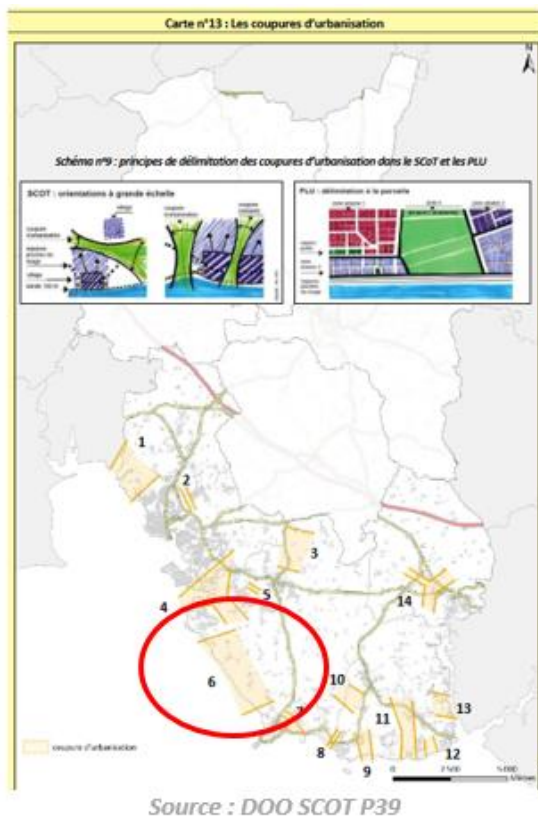 Carte n°13 : Les coupures d'urbanisation
N
Schéma n°9 : principes de délimitation des coupures d'urbanisation dans le SCoT et les PLU
SCOT : orientations à grande échelle
PLU : délimitation à la parcelle
village
1
2
3
4
5
6
7
8
9
10
11
12
13
14
coupure d'urbanisation
0 2 500 5 000
Mètres
Source : DOO SCOT P39